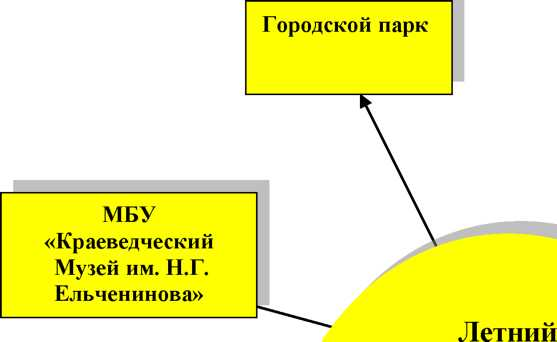 Городской парк
МБУ
«Краеведческий
Музей им. Н.Г.
Ельченинова»
Летний